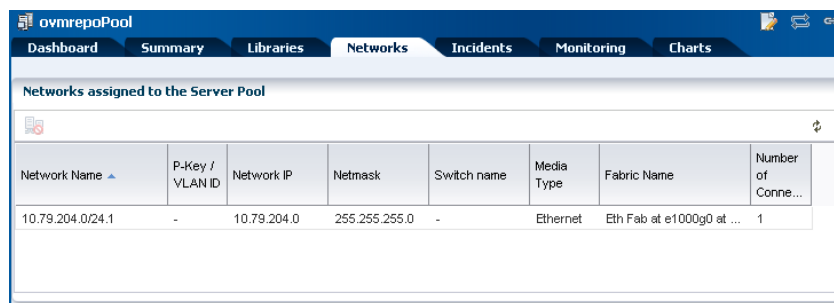 ovmrepoPool
Dashboard Summary Libraries Networks Incidents Monitoring Charts
Networks assigned to the Server Pool
Network Name P-Key / VLAN ID Network IP Netmask Switch name Media Type Fabric Name Number of Conne...
10.79.204.0/24.1 - 10.79.204.0 255.255.255.0 - Ethernet Eth Fab at e1000g0 at ... 1